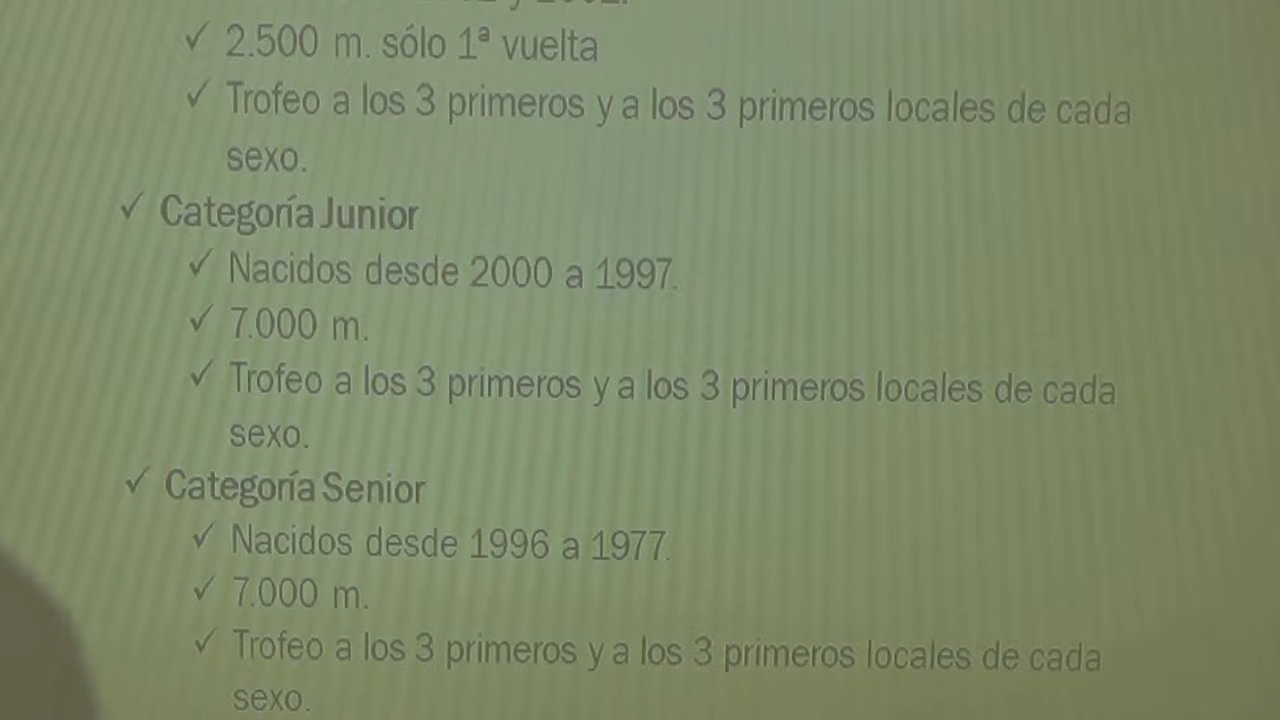 ✓ 2.500 m. sólo 1ª vuelta
✓ Trofeo a los 3 primeros y a los 3 primeros locales de cada
sexo.
✓ Categoría Junior
✓ Nacidos desde 2000 a 1997.
✓ 7.000 m.
✓ Trofeo a los 3 primeros y a los 3 primeros locales de cada
sexo.
✓ Categoría Senior
✓ Nacidos desde 1996 a 1977.
✓ 7.000 m.
✓ Trofeo a los 3 primeros y a los 3 primeros locales de cada
sexo.